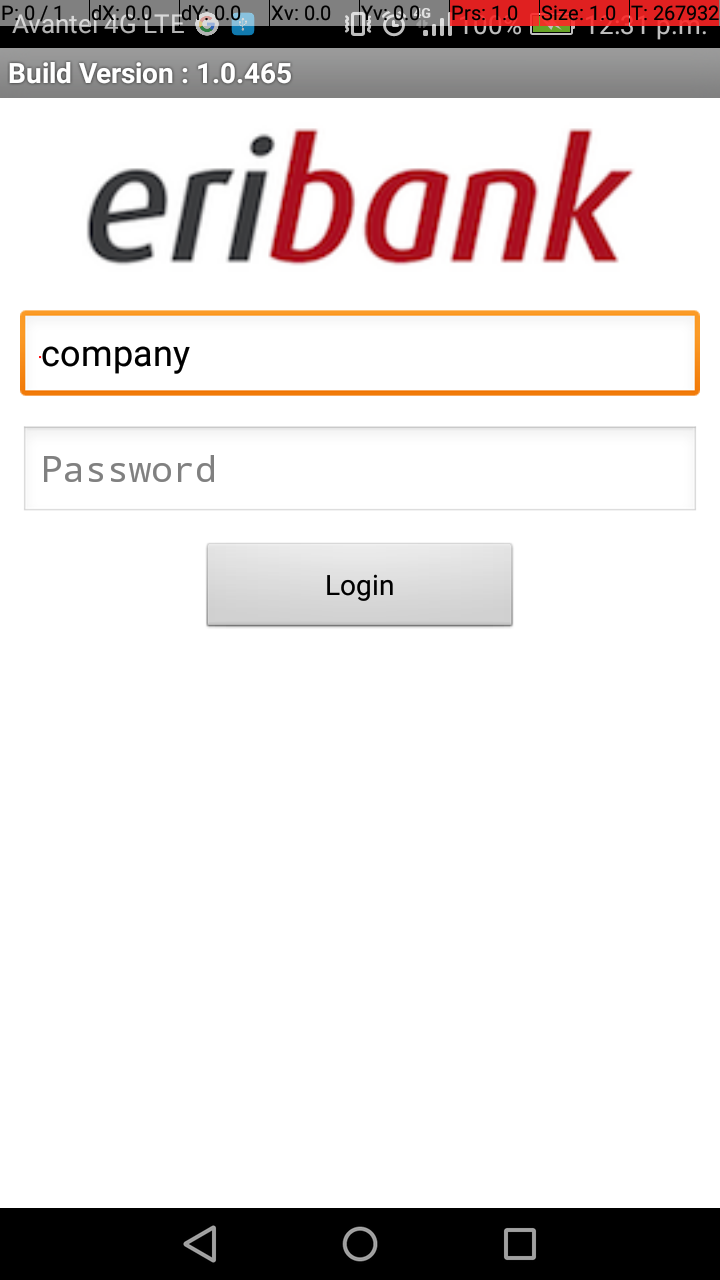 P: 0 / 1 dX: 0.0 dY: 0.0 Xv: 0.0 Yv: 0.0 Prs: 1.0 Size: 1.0 T: 267932
Avantel 4G LTE 4G 100% 12:31 p.m.
Build Version : 1.0.465
eribank
company
Password
Login